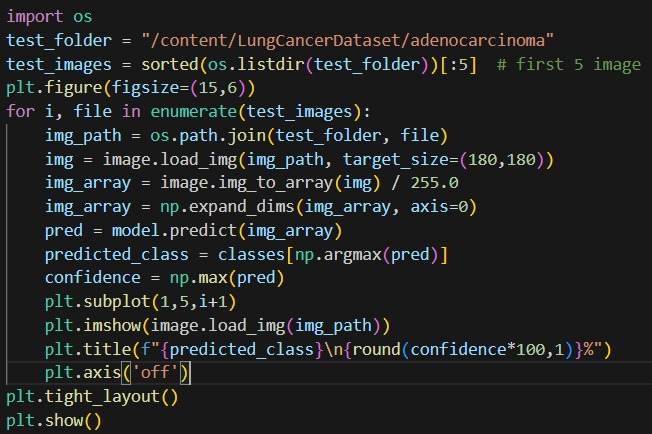 import os
test_folder = "/content/LungCancerDataset/adenocarcinoma"
test_images = sorted(os.listdir(test_folder))[:5]  # first 5 image
plt.figure(figsize=(15,6))
for i, file in enumerate(test_images):
    img_path = os.path.join(test_folder, file)
    img = image.load_img(img_path, target_size=(180,180))
    img_array = image.img_to_array(img) / 255.0
    img_array = np.expand_dims(img_array, axis=0)
    pred = model.predict(img_array)
    predicted_class = classes[np.argmax(pred)]
    confidence = np.max(pred)
    plt.subplot(1,5,i+1)
    plt.imshow(image.load_img(img_path))
    plt.title(f"{predicted_class}\n{round(confidence*100,1)}%")
    plt.axis('off')
plt.tight_layout()
plt.show()